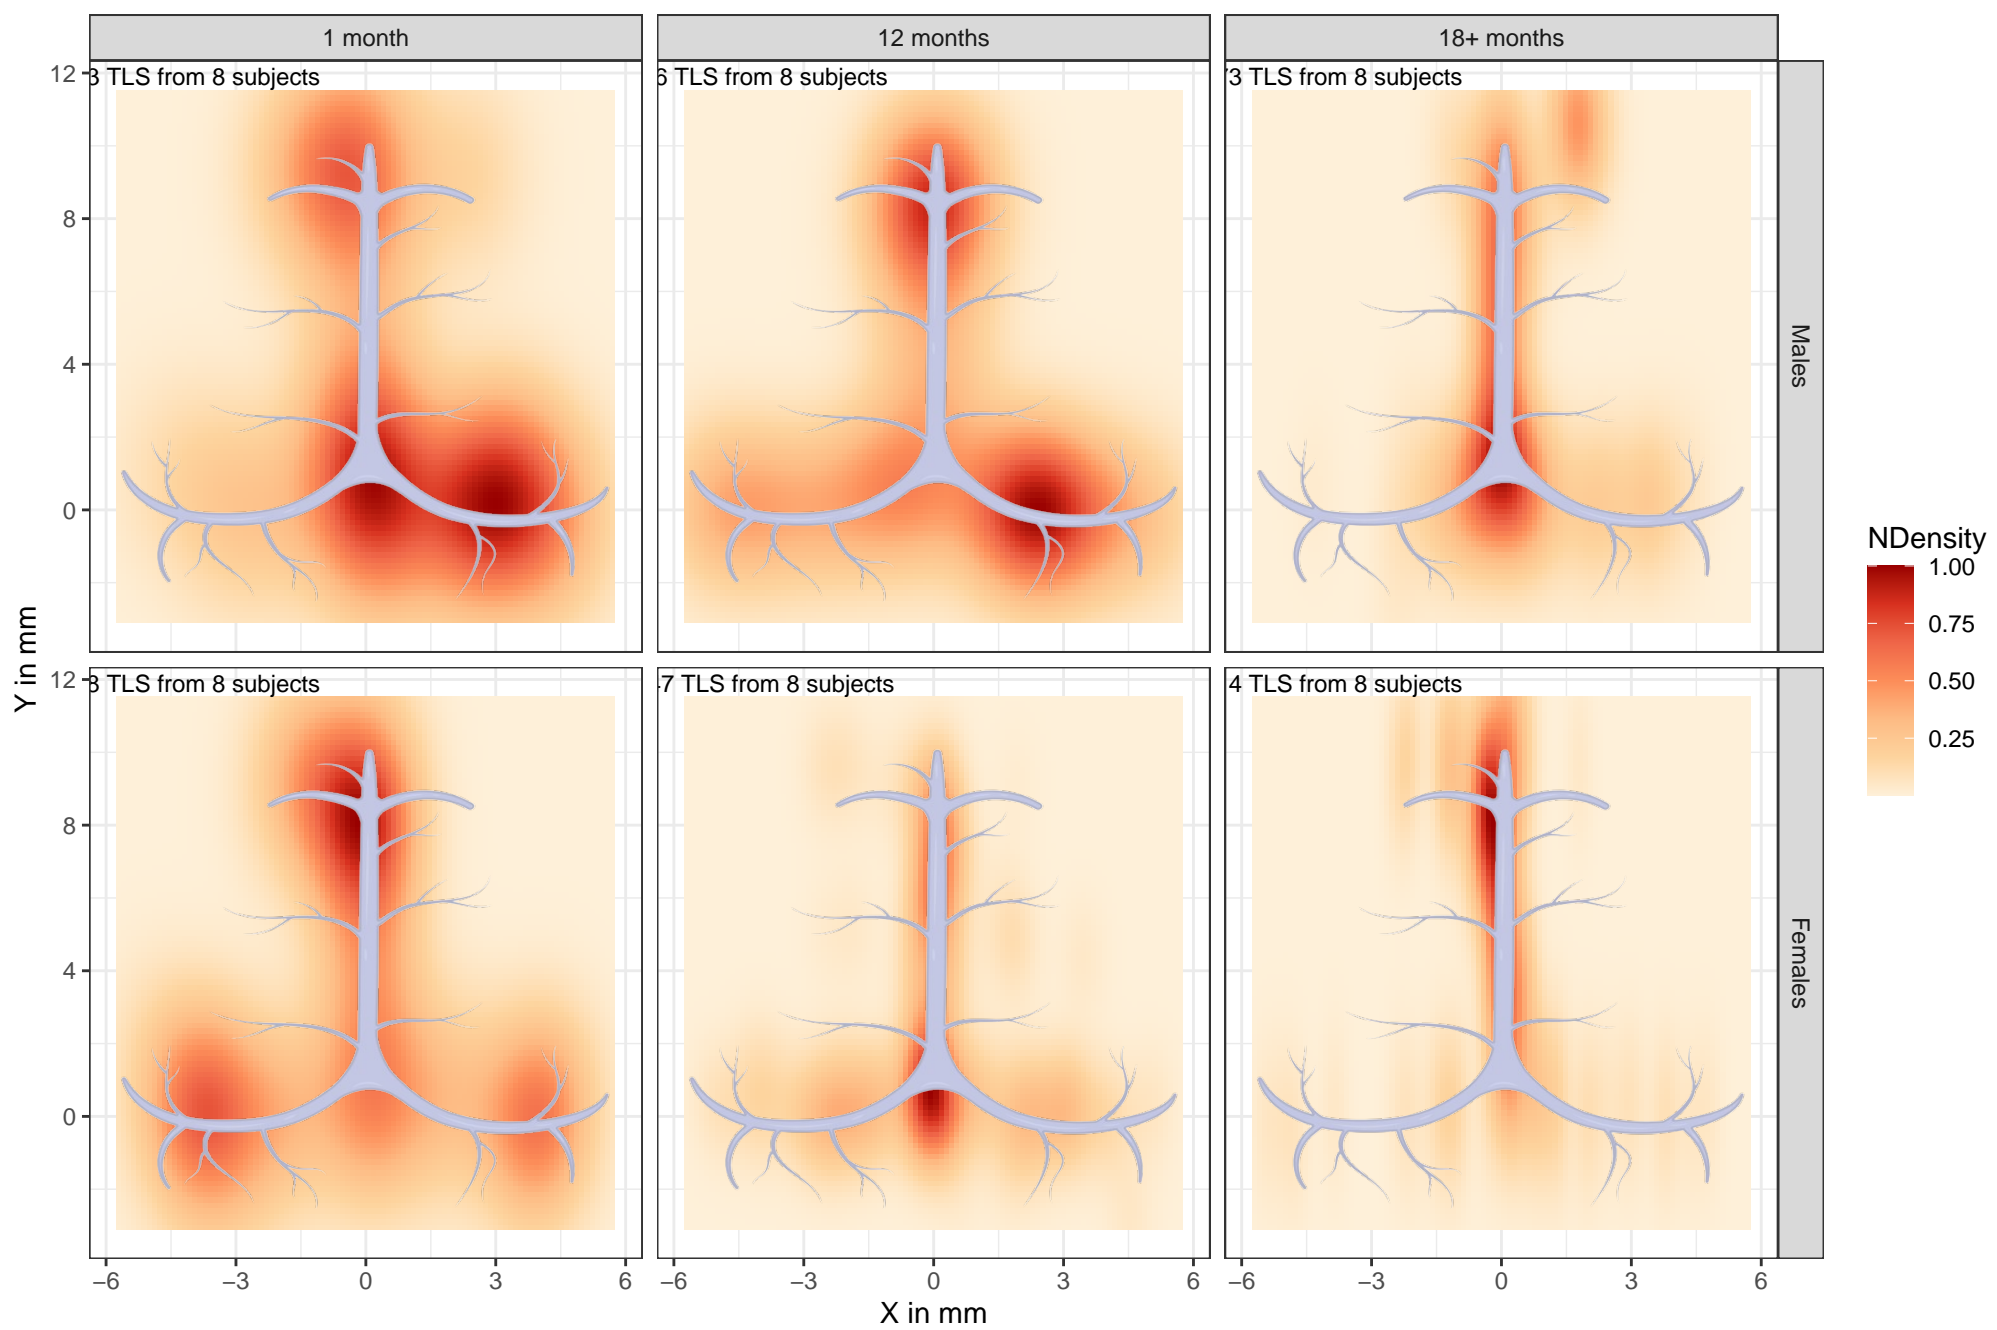 1 month
12 months
18+ months
3 TLS from 8 subjects
6 TLS from 8 subjects
73 TLS from 8 subjects
Males
12
8
4
0
Y in mm
3 TLS from 8 subjects
47 TLS from 8 subjects
4 TLS from 8 subjects
Females
12
8
4
0
−6 −3 0 3 6
−6 −3 0 3 6
−6 −3 0 3 6
X in mm
NDensity
1.00
0.75
0.50
0.25